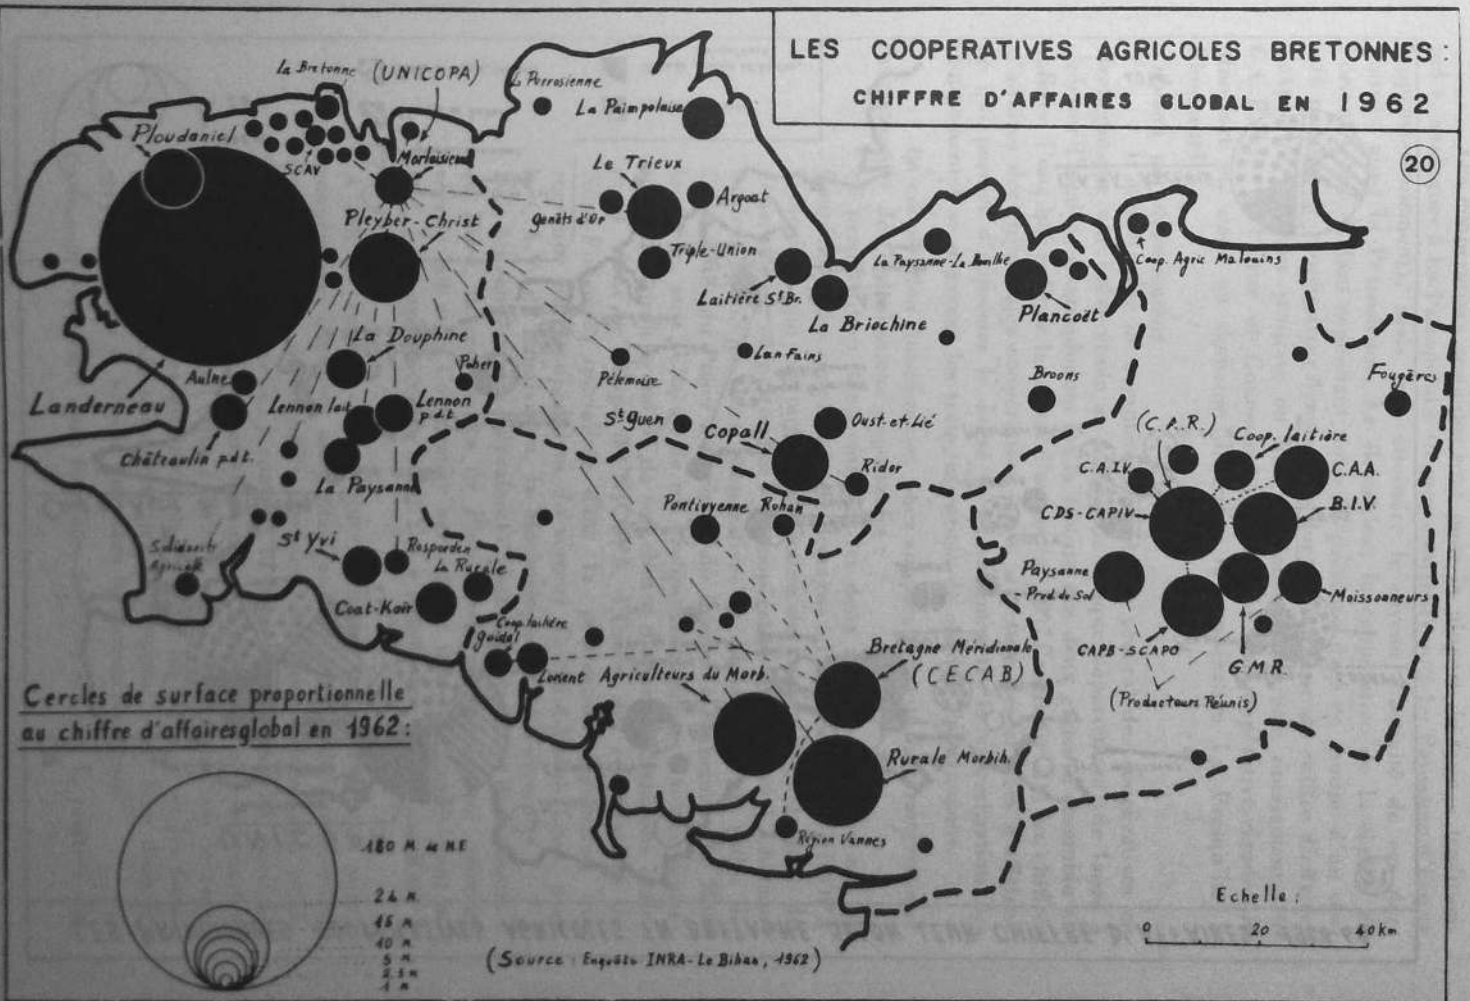 LES COOPERATIVES AGRICOLES BRETONNES :
CHIFFRE D'AFFAIRES GLOBAL EN 1962
20
La Bretonne (UNICOPA)
Perrosienne
La Paimpolaise
Ploudaniel
SCAV
Morlaisienne
Le Trieux
Argoat
Genêts d'Or
Pleyber-Christ
Triple-Union
La Paysanne-La Bouilhe
Coop. Agric Malouins
Laitière St Br.
La Briochine
Plancoët
La Douphine
Lan Fains
Pélemoise
Poher
Aulne
Landerneau
Lennon lait
Lennon p.d.t.
Broons
Fougères
St Guen
Copall
Oust-et-Lié
(C.A.R.)
Coop. laitière
Châteaulin p.d.t.
La Paysanne
Ridor
C.A.I.V.
C.A.A.
Pontivyenne
Rohan
CDS-CAPIV
B.I.V.
St Yvi
Rosporden
La Rurale
Solidarité
Agricole
Paysanne
-Prod. du Sol
Moissonneurs
Coat-Kaër
Coop. laitière
Guidel
CAPB-SCAPO
G.M.R.
Bretagne Méridionale
(CECAB)
Lorient
Agriculteurs du Morb.
(Producteurs Réunis)
Cercles de surface proportionnelle
au chiffre d'affaires global en 1962 :
Rurale Morbih.
Région Vannes
180 M. de N.F
24 M
15 M
10 M
5 M
2.5 M
1 M
(Source : Enquête INRA-Le Bihan, 1962)
Echelle :
0 20 40 km